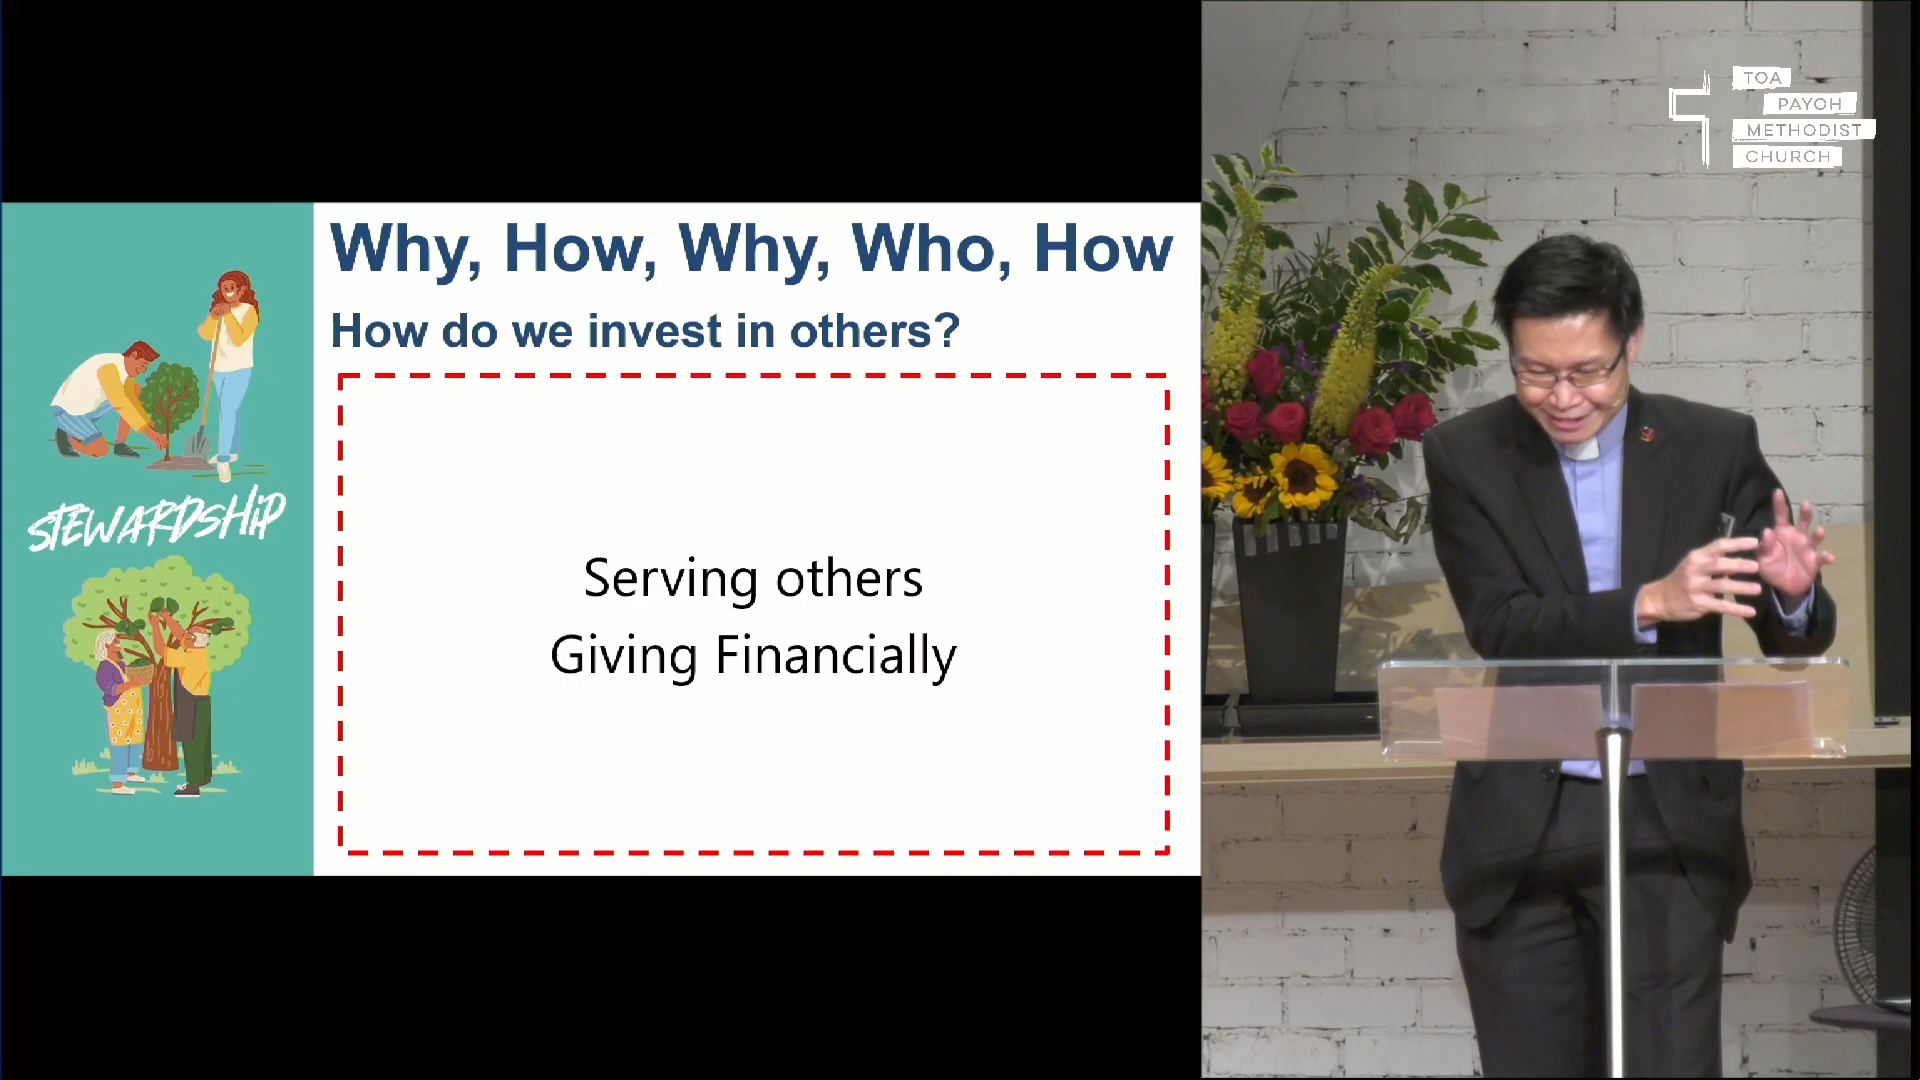 Why, How, Why, Who, How
How do we invest in others?
Serving others
Giving Financially
STEWARDSHIP
TOA
PAYOH
METHODIST
CHURCH